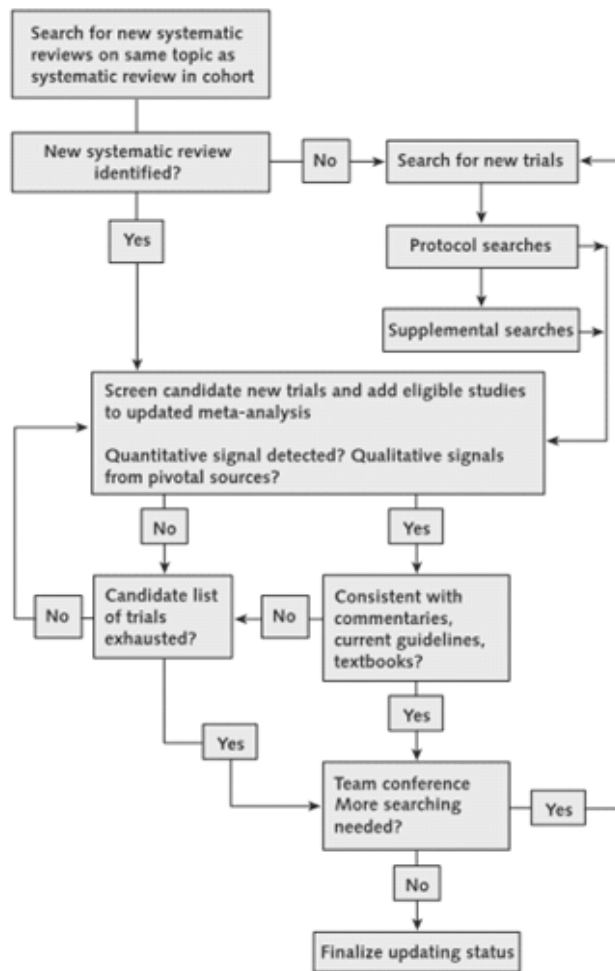 Search for new systematic
reviews on same topic as
systematic review in cohort
New systematic review
identified?
No
Search for new trials
Yes
Protocol searches
Supplemental searches
Screen candidate new trials and add eligible studies
to updated meta-analysis
Quantitative signal detected? Qualitative signals
from pivotal sources?
No
Yes
No
Candidate list
of trials
exhausted?
No
Consistent with
commentaries,
current guidelines,
textbooks?
Yes
Yes
Team conference
More searching
needed?
Yes
No
Finalize updating status